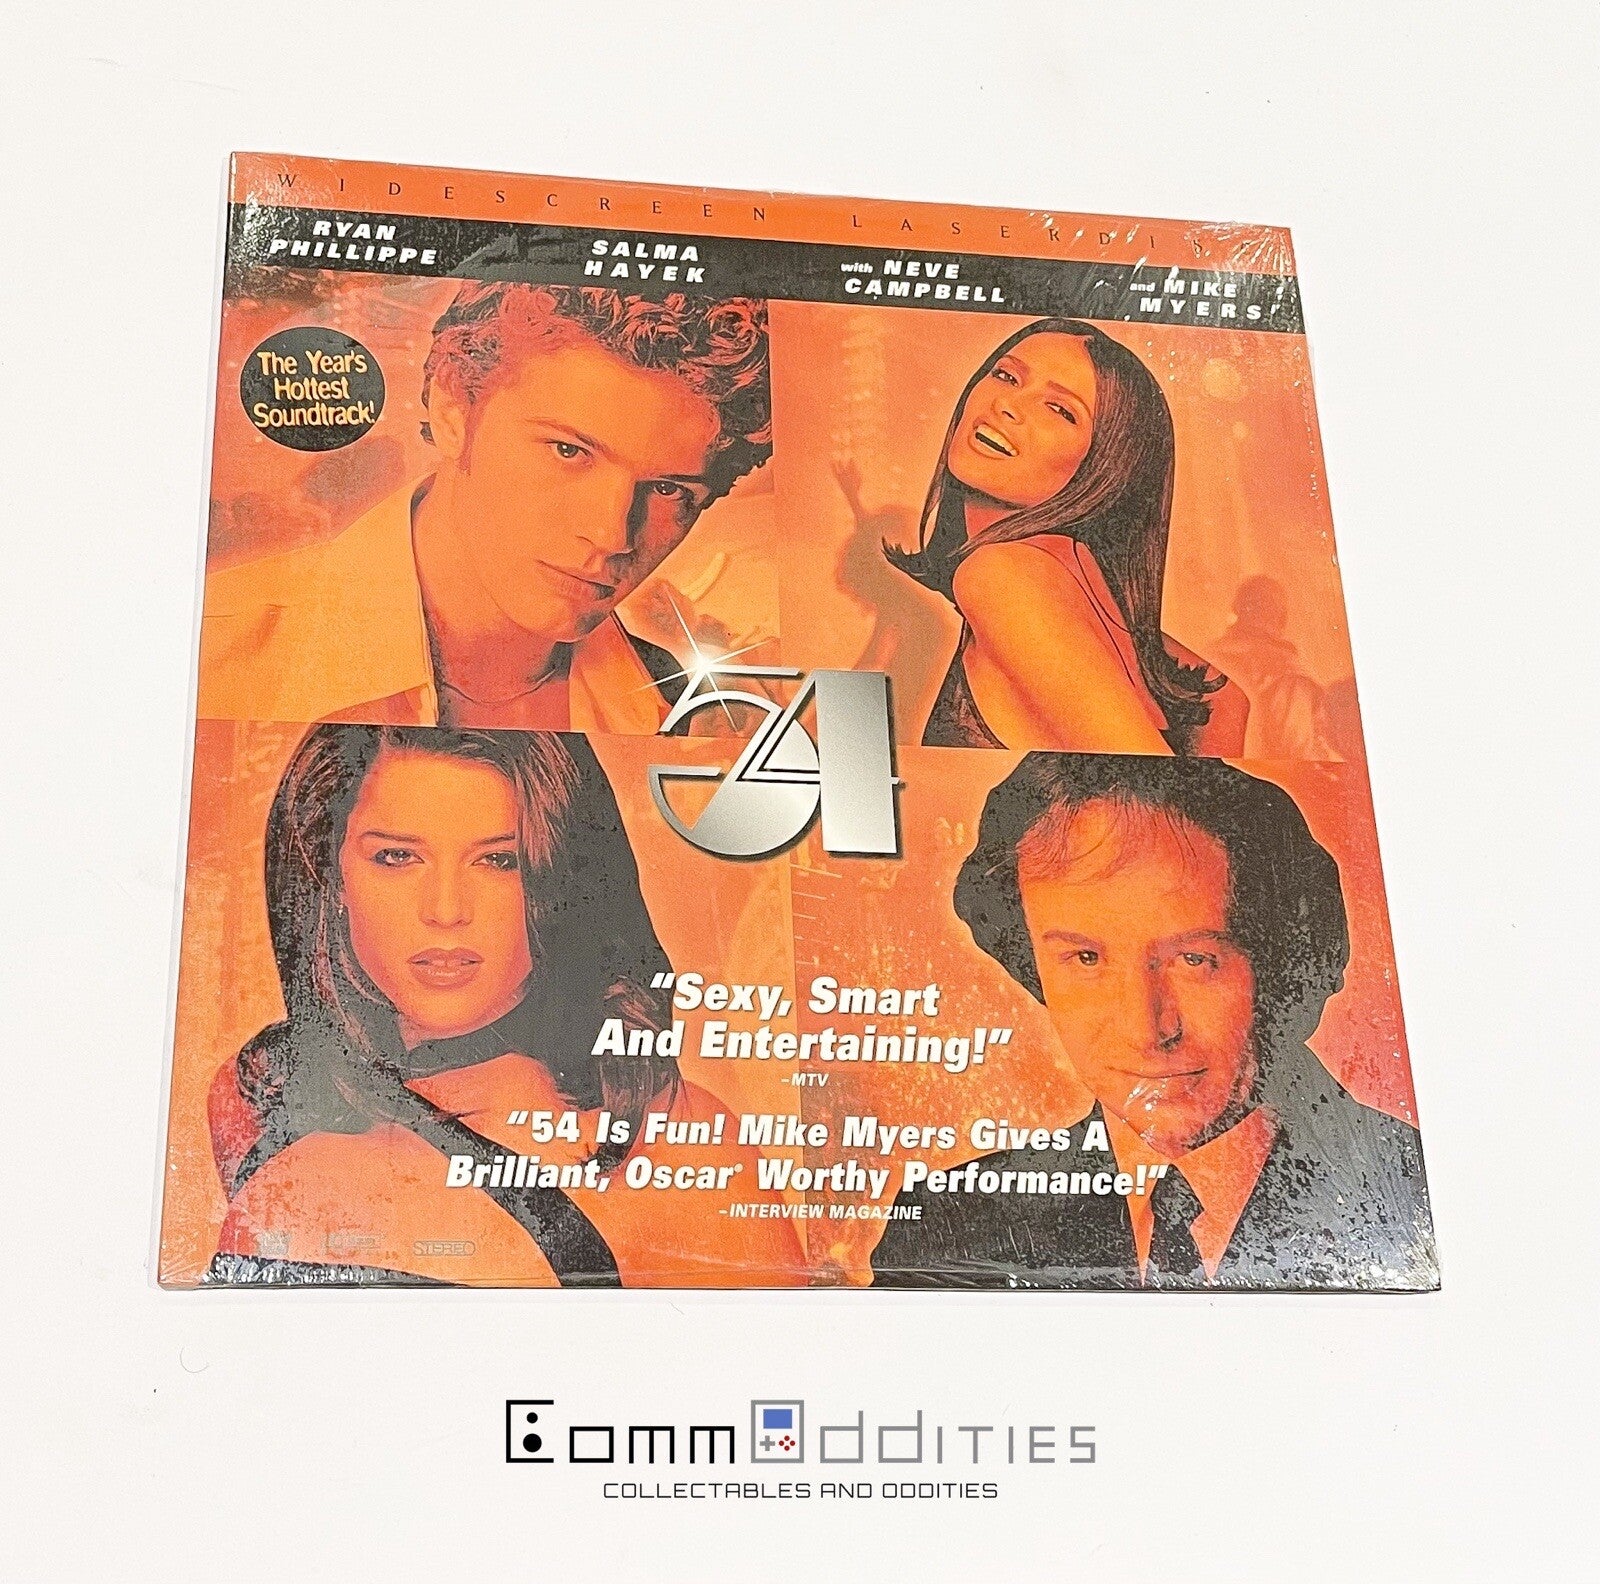 WIDESCREEN LASERDISC
RYAN
PHILLIPPE
SALMA
HAYEK
with NEVE
CAMPBELL
and MIKE
MYERS
The Year's
Hottest
Soundtrack!
54
"Sexy, Smart
And Entertaining!"
–MTV
"54 Is Fun! Mike Myers Gives A
Brilliant, Oscar® Worthy Performance!"
–INTERVIEW MAGAZINE
STEREO
CommOddities
COLLECTABLES AND ODDITIES